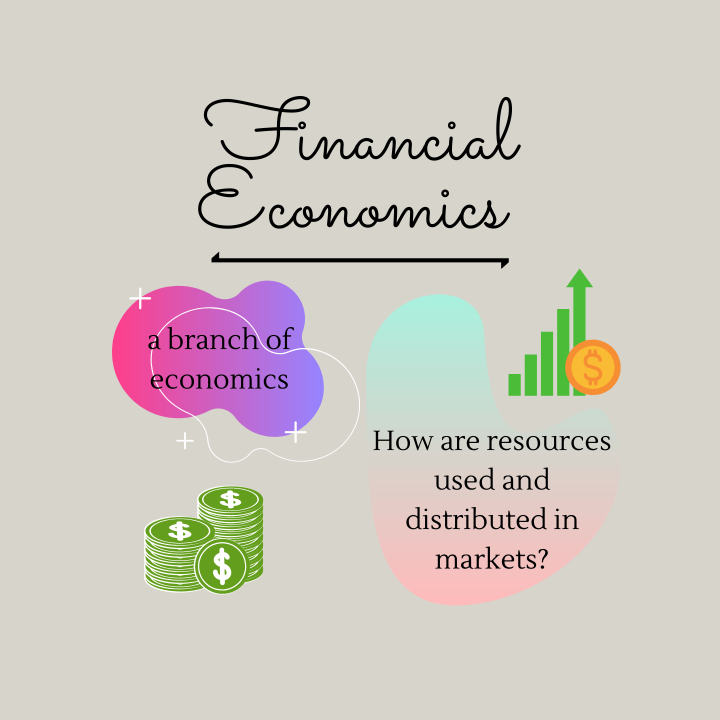 Financial
Economics
a branch of
economics
How are resources
used and
distributed in
markets?
$
$
$
$